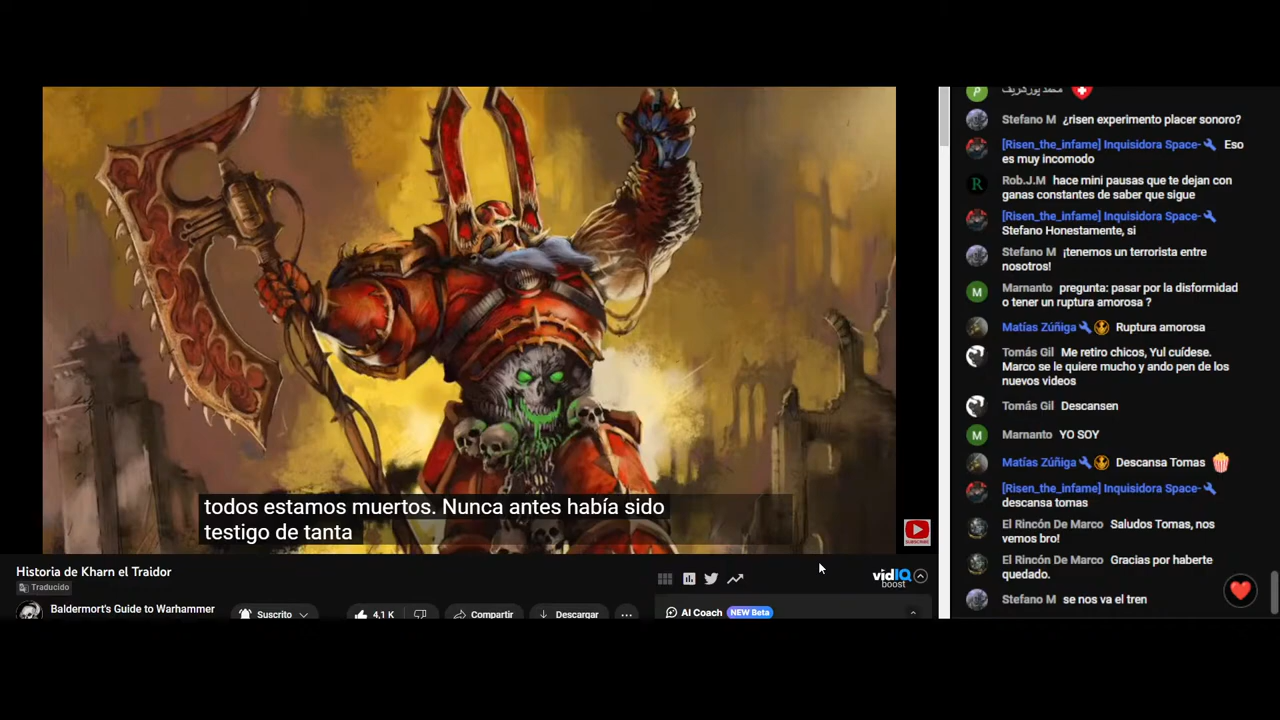 todos estamos muertos. Nunca antes había sido
testigo de tanta
SUBSCRIBE
Historia de Kharn el Traidor
Traducido
Baldermort's Guide to Warhammer
Suscrito
4,1 K
Compartir
Descargar
vidIQ
boost
AI Coach NEW Beta
Stefano M ¿risen experimento placer sonoro?
[Risen_the_infame] Inquisidora Space- Eso
es muy incomodo
Rob.J.M hace mini pausas que te dejan con
ganas constantes de saber que sigue
[Risen_the_infame] Inquisidora Space-
Stefano Honestamente, si
Stefano M ¡tenemos un terrorista entre
nosotros!
Marnanto pregunta: pasar por la disformidad
o tener un ruptura amorosa ?
Matías Zúñiga Ruptura amorosa
Tomás Gil Me retiro chicos, Yul cuídese.
Marco se le quiere mucho y ando pen de los
nuevos videos
Tomás Gil Descansen
Marnanto YO SOY
Matías Zúñiga Descansa Tomas
[Risen_the_infame] Inquisidora Space-
descansa tomas
El Rincón De Marco Saludos Tomas, nos
vemos bro!
El Rincón De Marco Gracias por haberte
quedado.
Stefano M se nos va el tren